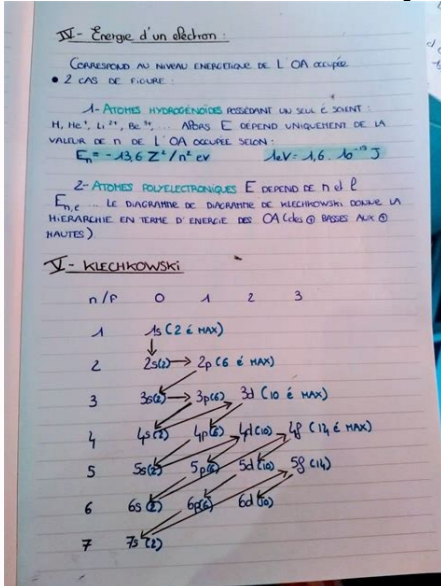 IV- Énergie d'un électron :
CORRESPOND AU NIVEAU ENERGETIQUE DE L'OA occupée
• 2 CAS DE FIGURE :
1- ATOMES HYDROGÉNOÏDES POSSÉDANT UN SEUL é SOIENT :
H, He⁺, Li²⁺, Be³⁺, ... ALORS E DÉPEND UNIQUEMENT DE LA
VALEUR DE n DE L'OA OCCUPÉE SELON :
En = -13,6 Z²/n² ev 1eV = 1,6 . 10⁻¹⁹ J
2- ATOMES POLYELECTRONIQUES E DEPEND DE n et l
En,l ... LE DIAGRAMME DE DIAGRAMME DE KLECHKOWSKI DONNE LA
HIERARCHIE EN TERME D'ENERGIE DES OA (des ⊕ BASSES AUX ⊕
HAUTES)
V- KLECHKOWSKI
n/l 0 1 2 3
1 1s (2 é MAX)
2 2s(2) → 2p (6 é MAX)
3 3s(2) → 3p(6) 3d (10 é MAX)
4 4s(2) 4p(6) 4d(10) 4f (14 é MAX)
5 5s(2) 5p(6) 5d(10) 5f(14)
6 6s(2) 6p(6) 6d(10)
7 7s(2)